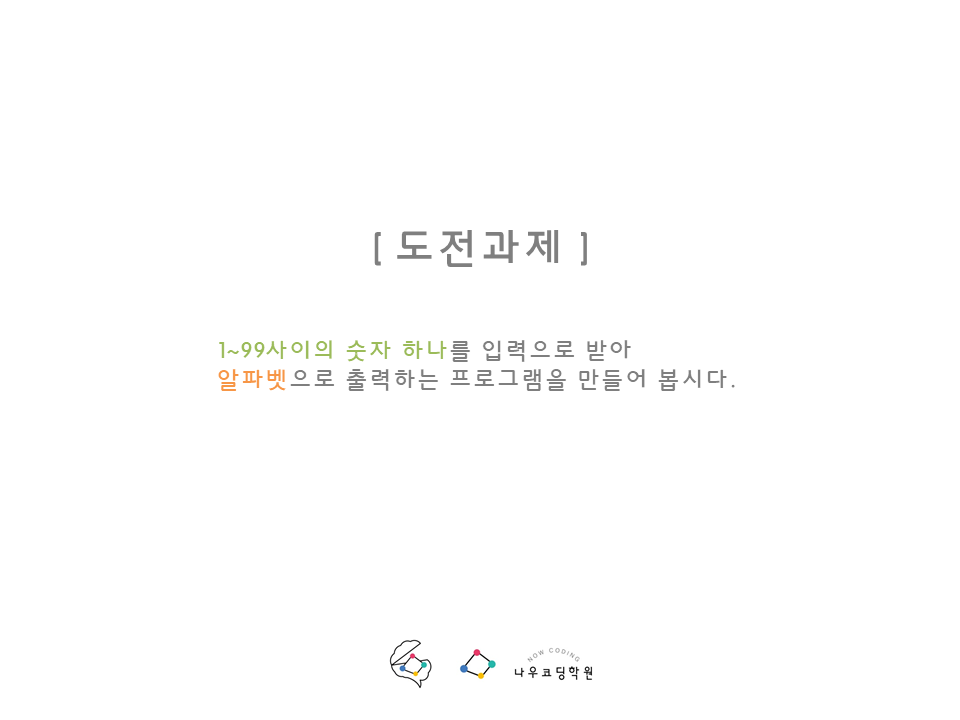 [ 도전과제 ]
1~99사이의 숫자 하나를 입력으로 받아
알파벳으로 출력하는 프로그램을 만들어 봅시다.
NOW CODING
나우코딩학원